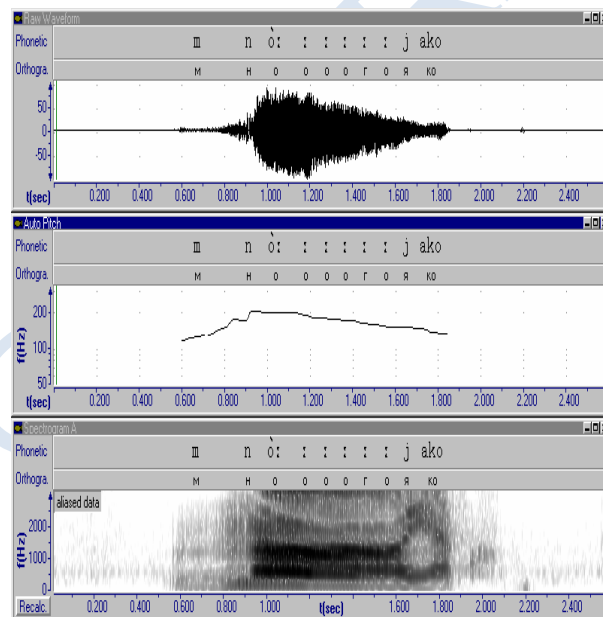 Raw Waveform
Phonetic m n ò: : : : : j ako
Orthogra. м н о о о г о я ко
50
0
-50
t(sec) 0.200 0.400 0.600 0.800 1.000 1.200 1.400 1.600 1.800 2.000 2.200 2.400
Auto Pitch
Phonetic m n ò: : : : : j ako
Orthogra. м н о о о г о я ко
f(Hz)
200
100
50
t(sec) 0.200 0.400 0.600 0.800 1.000 1.200 1.400 1.600 1.800 2.000 2.200 2.400
Spectrogram A
Phonetic m n ò: : : : : j ako
Orthogra. м н о о о г о я ко
aliased data
f(Hz)
2000
1000
0
Recalc. 0.200 0.400 0.600 0.800 1.000 t(sec) 1.400 1.600 1.800 2.000 2.200 2.400